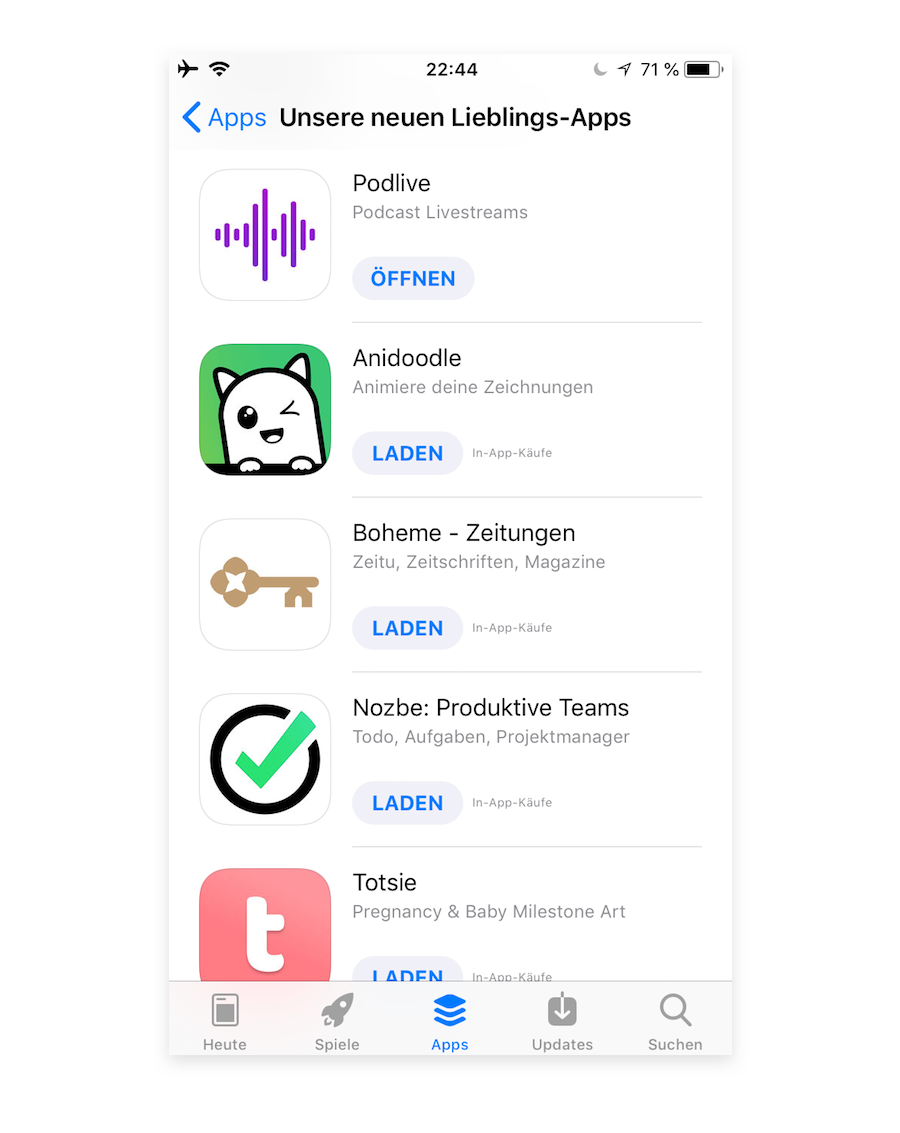 22:44
71 %
Apps Unsere neuen Lieblings-Apps
Podlive
Podcast Livestreams
ÖFFNEN
Anidoodle
Animiere deine Zeichnungen
LADEN In-App-Käufe
Boheme - Zeitungen
Zeitu, Zeitschriften, Magazine
LADEN In-App-Käufe
Nozbe: Produktive Teams
Todo, Aufgaben, Projektmanager
LADEN In-App-Käufe
t
Totsie
Pregnancy & Baby Milestone Art
LADEN In-App-Käufe
Heute Spiele Apps Updates Suchen